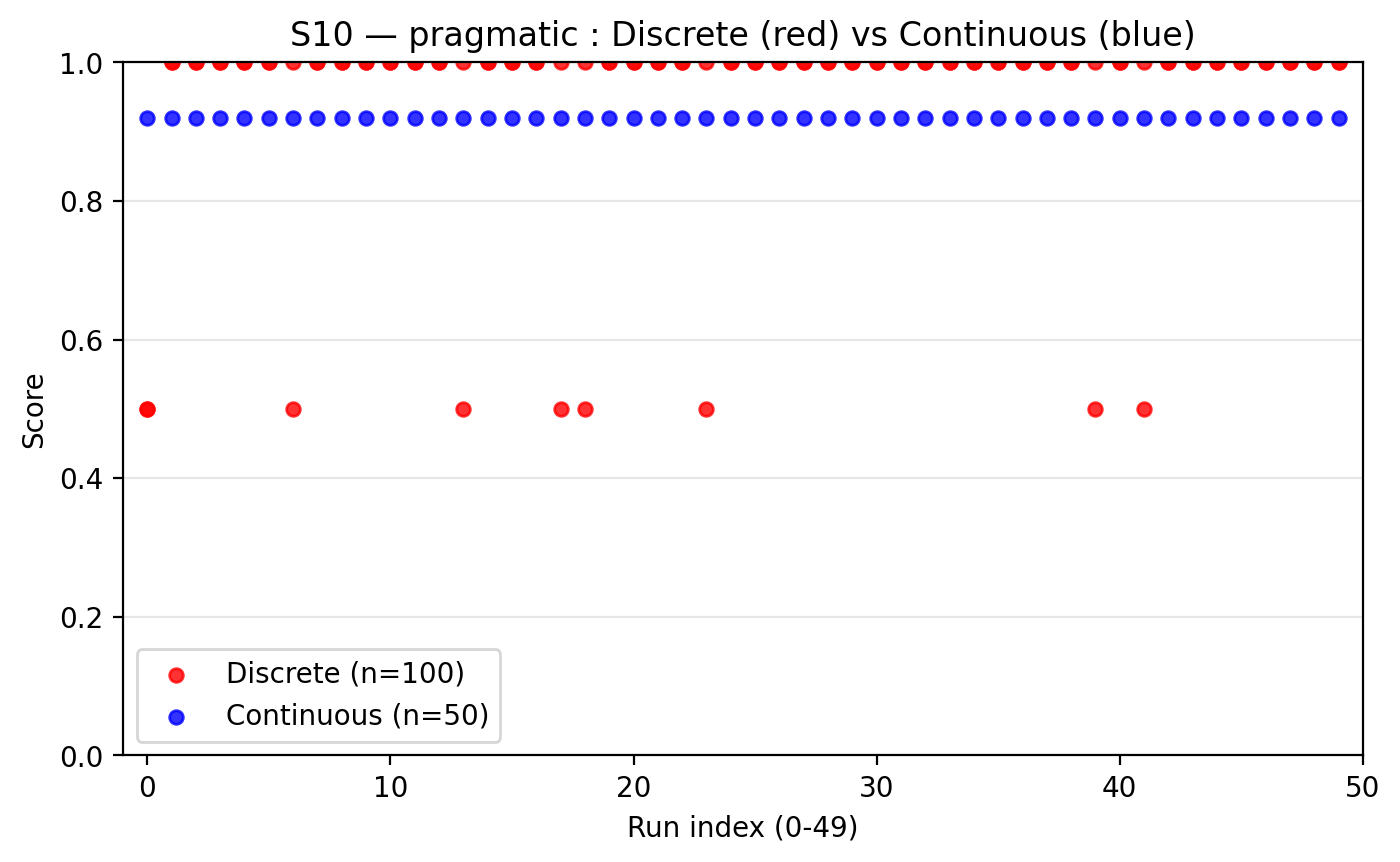 S10 — pragmatic : Discrete (red) vs Continuous (blue)
1.0
0.8
0.6
0.4
0.2
0.0
Score
Discrete (n=100)
Continuous (n=50)
0 10 20 30 40 50
Run index (0-49)